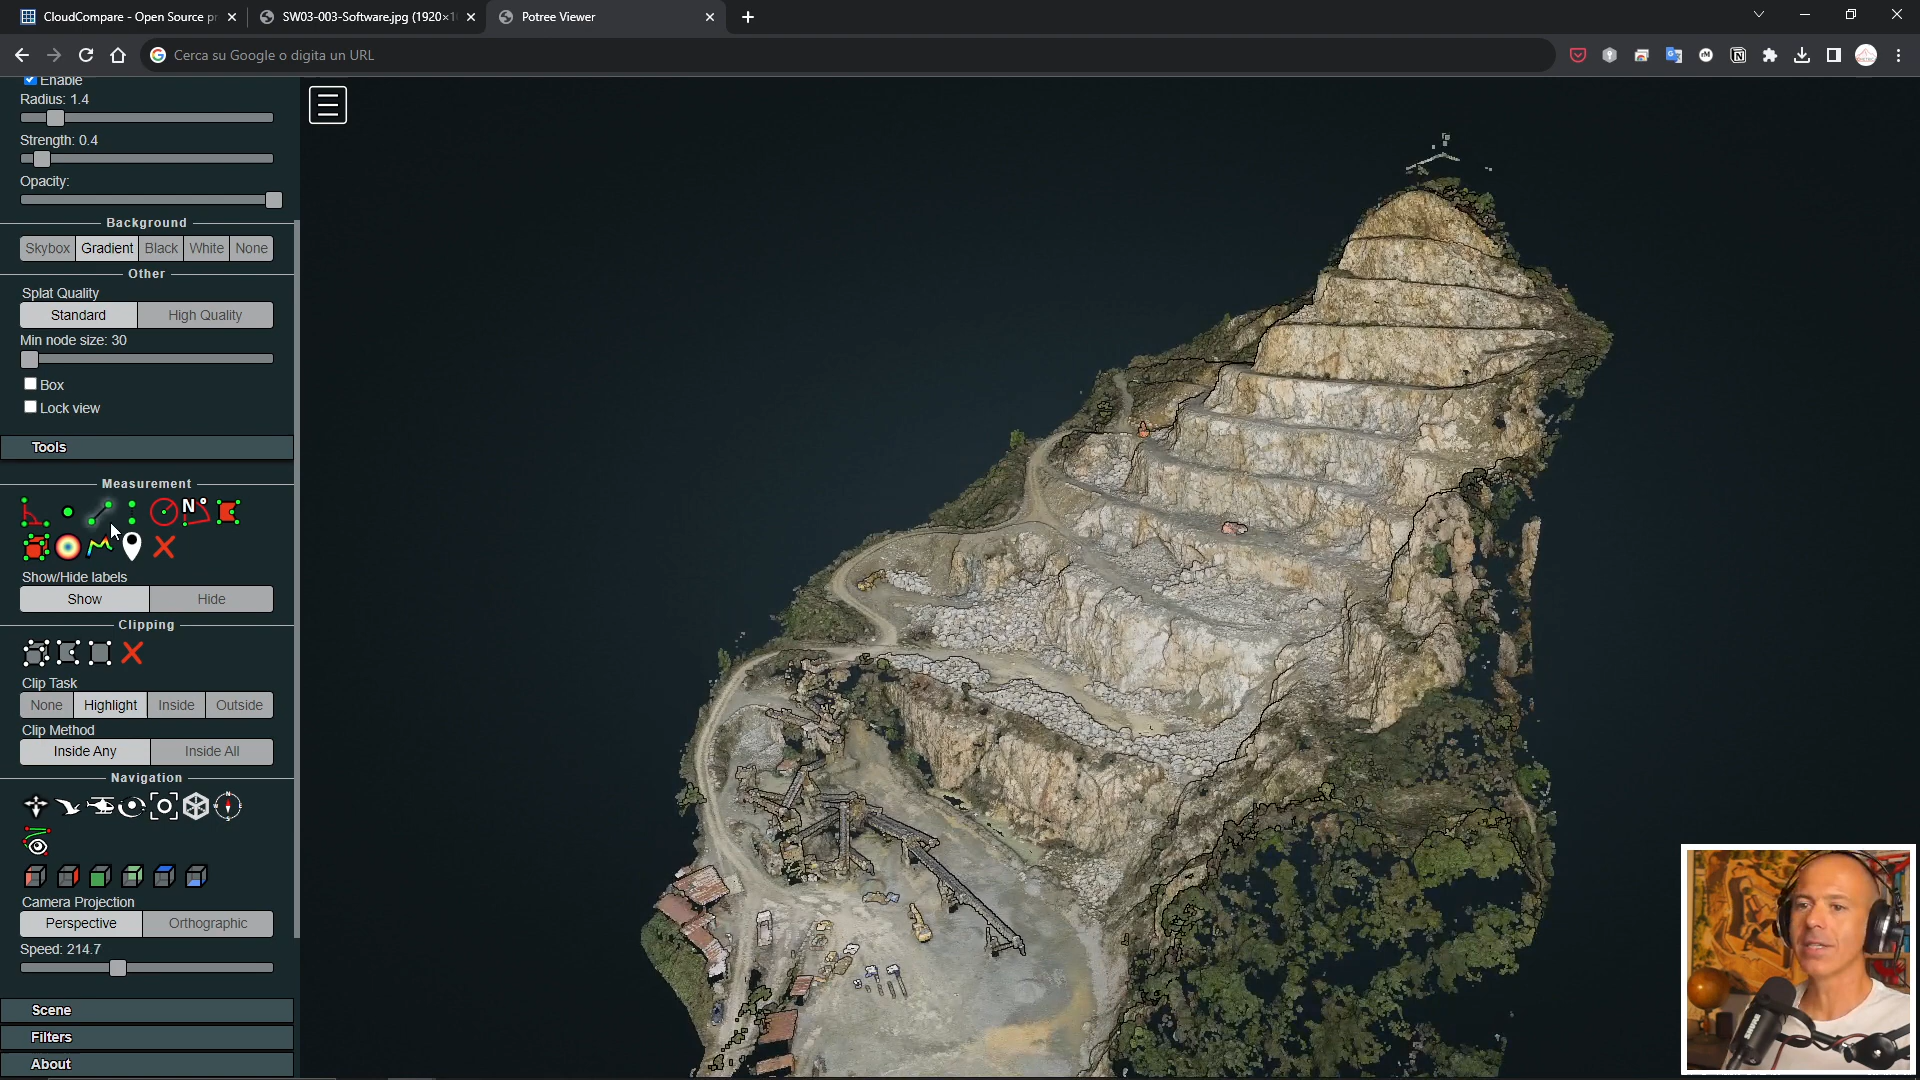 CloudCompare - Open Source pr
SW03-003-Software.jpg (1920×1
Potree Viewer
Cerca su Google o digita un URL
Enable
Radius: 1.4
Strength: 0.4
Opacity:
Background
Skybox Gradient Black White None
Other
Splat Quality
Standard High Quality
Min node size: 30
Box
Lock view
Tools
Measurement
N°
Show/Hide labels
Show Hide
Clipping
Clip Task
None Highlight Inside Outside
Clip Method
Inside Any Inside All
Navigation
Camera Projection
Perspective Orthographic
Speed: 214.7
Scene
Filters
About